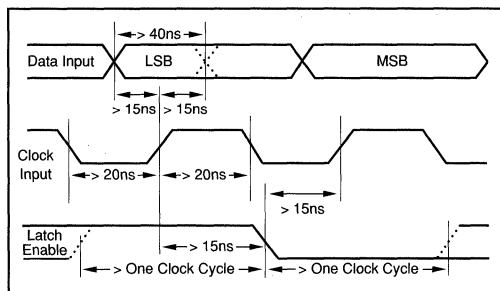 > 40ns
Data Input LSB MSB
> 15ns > 15ns
Clock
Input
> 20ns > 20ns
> 15ns
Latch
Enable
> 15ns
> One Clock Cycle > One Clock Cycle